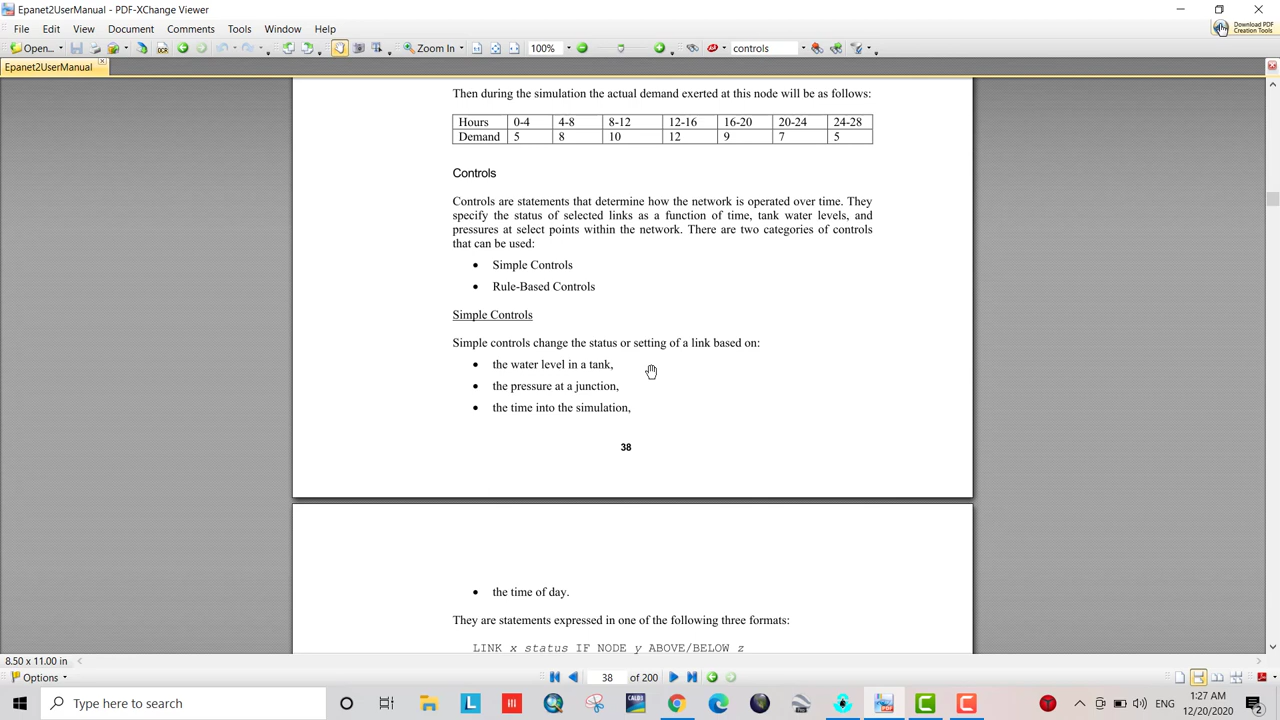 Epanet2UserManual - PDF-XChange Viewer
File Edit View Document Comments Tools Window Help
Download PDF
Creation Tools
Open... Zoom In 100% controls
Epanet2UserManual
Then during the simulation the actual demand exerted at this node will be as follows:
Hours 0-4 4-8 8-12 12-16 16-20 20-24 24-28
Demand 5 8 10 12 9 7 5
Controls
Controls are statements that determine how the network is operated over time. They
specify the status of selected links as a function of time, tank water levels, and
pressures at select points within the network. There are two categories of controls
that can be used:
• Simple Controls
• Rule-Based Controls
Simple Controls
Simple controls change the status or setting of a link based on:
• the water level in a tank,
• the pressure at a junction,
• the time into the simulation,
38
• the time of day.
They are statements expressed in one of the following three formats:
LINK x status IF NODE y ABOVE/BELOW z
8.50 x 11.00 in
Options 38 of 200
Type here to search
ENG
1:27 AM
12/20/2020
2